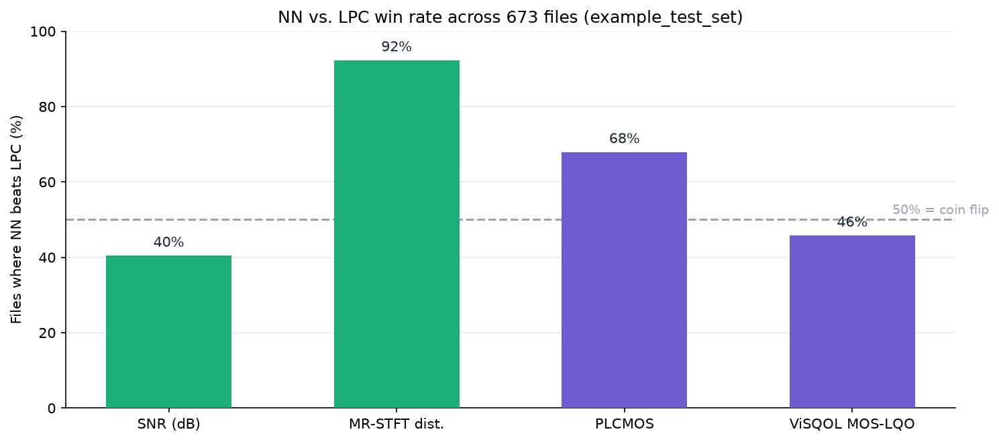 NN vs. LPC win rate across 673 files (example_test_set)
Files where NN beats LPC (%)
100
80
60
40
20
0
40%
92%
68%
46%
50% = coin flip
SNR (dB)
MR-STFT dist.
PLCMOS
ViSQOL MOS-LQO